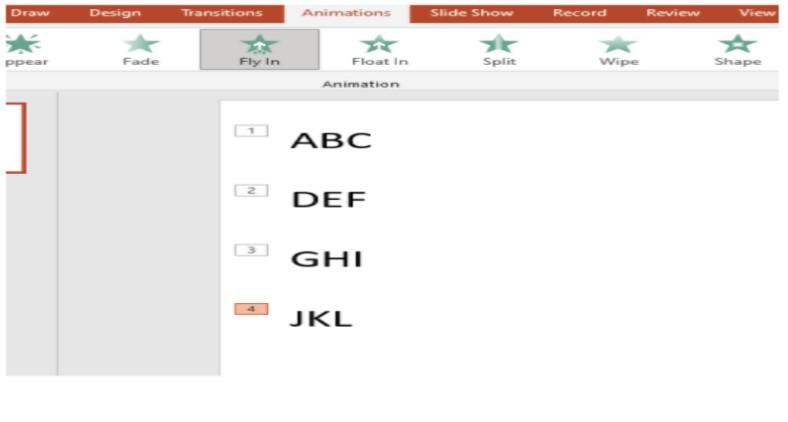 Draw Design Transitions Animations Slide Show Record Review View
ppear Fade Fly In Float In Split Wipe Shape
Animation
1 ABC
2 DEF
3 GHI
4 JKL